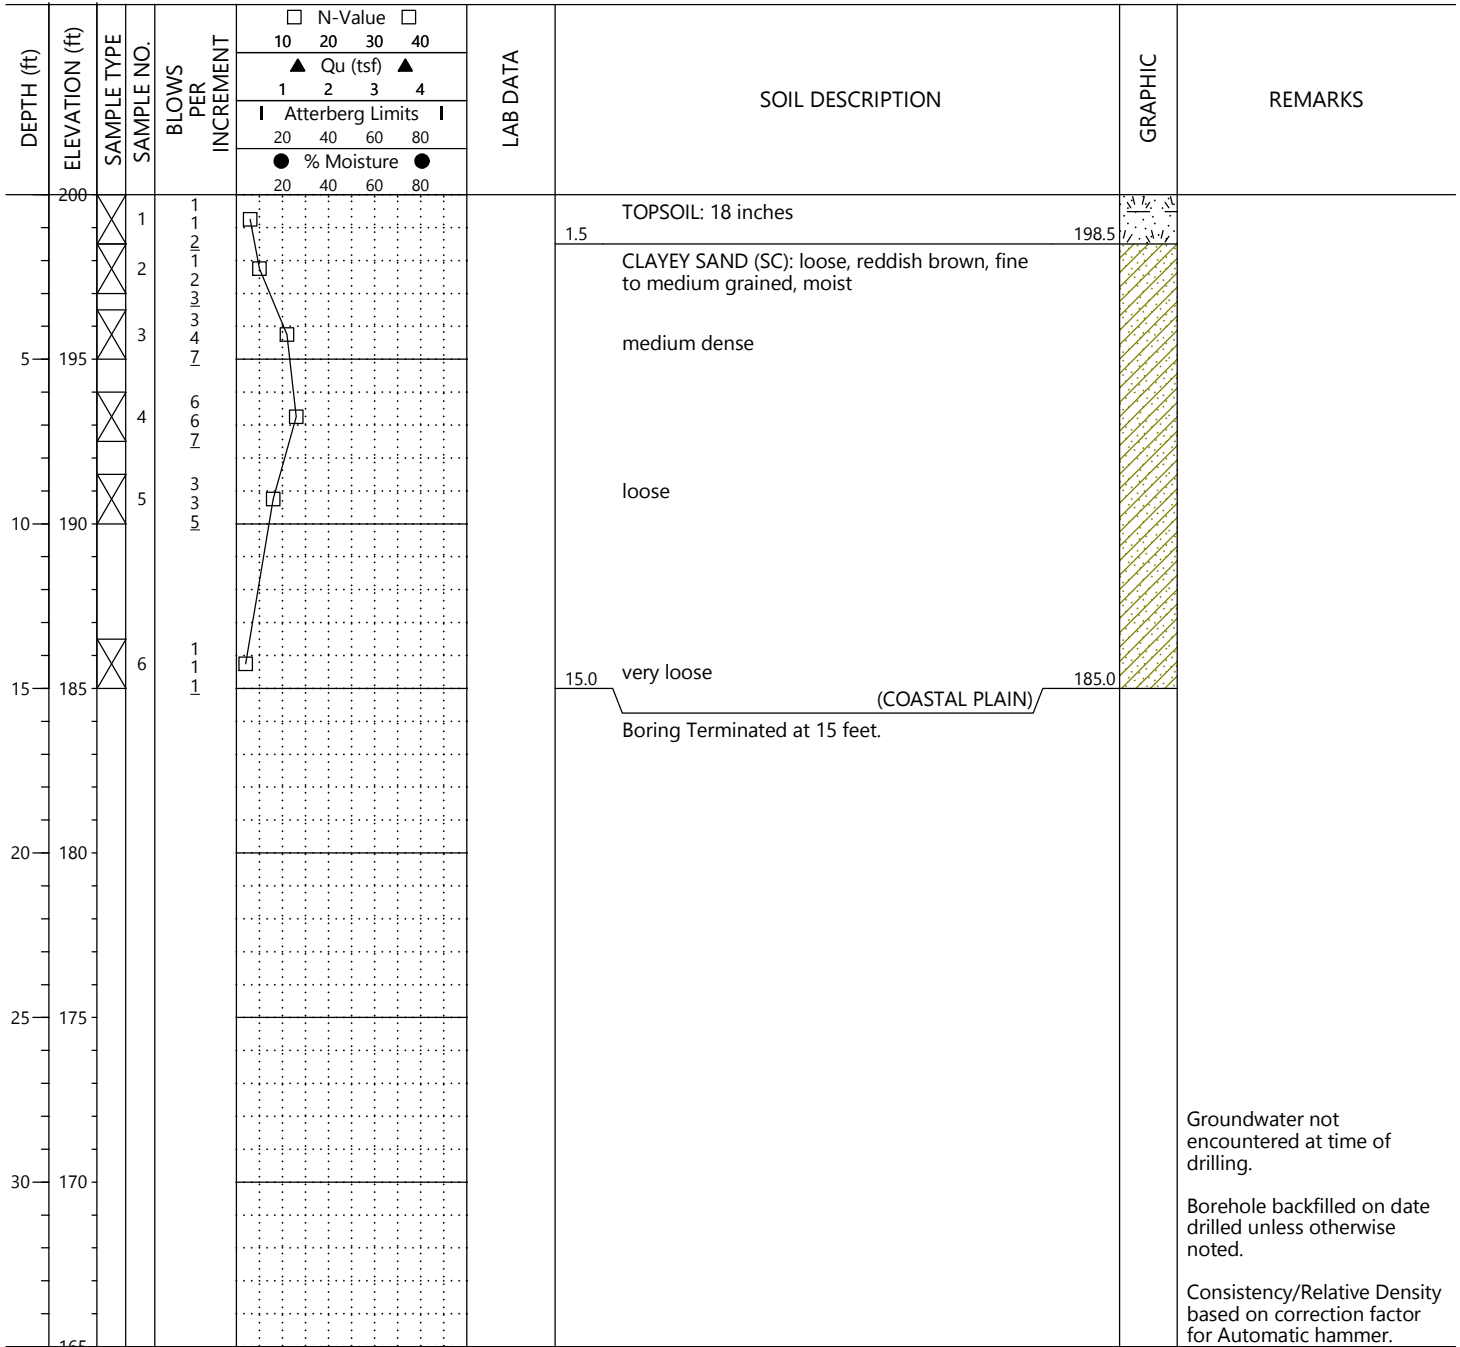 DEPTH (ft)
ELEVATION (ft)
SAMPLE TYPE
SAMPLE NO.
BLOWS
PER
INCREMENT
N-Value
10 20 30 40
Qu (tsf)
1 2 3 4
Atterberg Limits
20 40 60 80
% Moisture
20 40 60 80
LAB DATA
SOIL DESCRIPTION
GRAPHIC
REMARKS
200
1
1
1
2
TOPSOIL: 18 inches
1.5 198.5
2
1
2
3
CLAYEY SAND (SC): loose, reddish brown, fine
to medium grained, moist
3
3
4
7
medium dense
5 195
4
6
6
7
5
3
3
5
loose
10 190
6
1
1
1
very loose
15 185
15.0 185.0
(COASTAL PLAIN)
Boring Terminated at 15 feet.
20 180
25 175
30 170
165
Groundwater not
encountered at time of
drilling.
Borehole backfilled on date
drilled unless otherwise
noted.
Consistency/Relative Density
based on correction factor
for Automatic hammer.